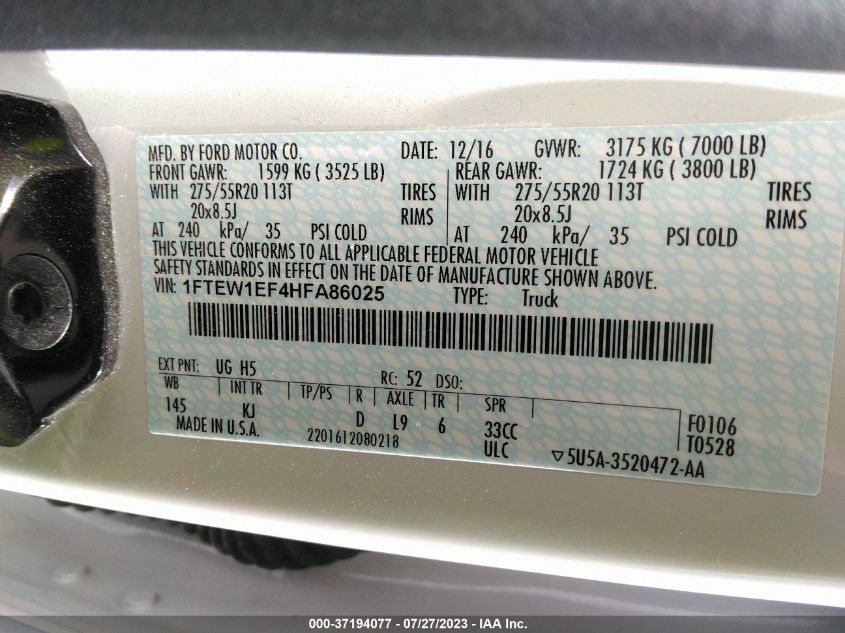 MFD. BY FORD MOTOR CO. DATE: 12/16 GVWR: 3175 KG ( 7000 LB)
FRONT GAWR: 1599 KG ( 3525 LB) REAR GAWR: 1724 KG ( 3800 LB)
WITH 275/55R20 113T TIRES WITH 275/55R20 113T TIRES
20x8.5J RIMS 20x8.5J RIMS
AT 240 kPa/ 35 PSI COLD AT 240 kPa/ 35 PSI COLD
THIS VEHICLE CONFORMS TO ALL APPLICABLE FEDERAL MOTOR VEHICLE
SAFETY STANDARDS IN EFFECT ON THE DATE OF MANUFACTURE SHOWN ABOVE.
VIN: 1FTEW1EF4HFA86025 TYPE: Truck
EXT PNT: UG H5 RC: 52 DSO:
WB INT TR TP/PS R AXLE TR SPR
145 KJ D L9 6 33CC F0106
MADE IN U.S.A. 2201612080218 ULC ▽5U5A-3520472-AA T0528
000-37194077 / 07/27/2023 - IAA Inc.